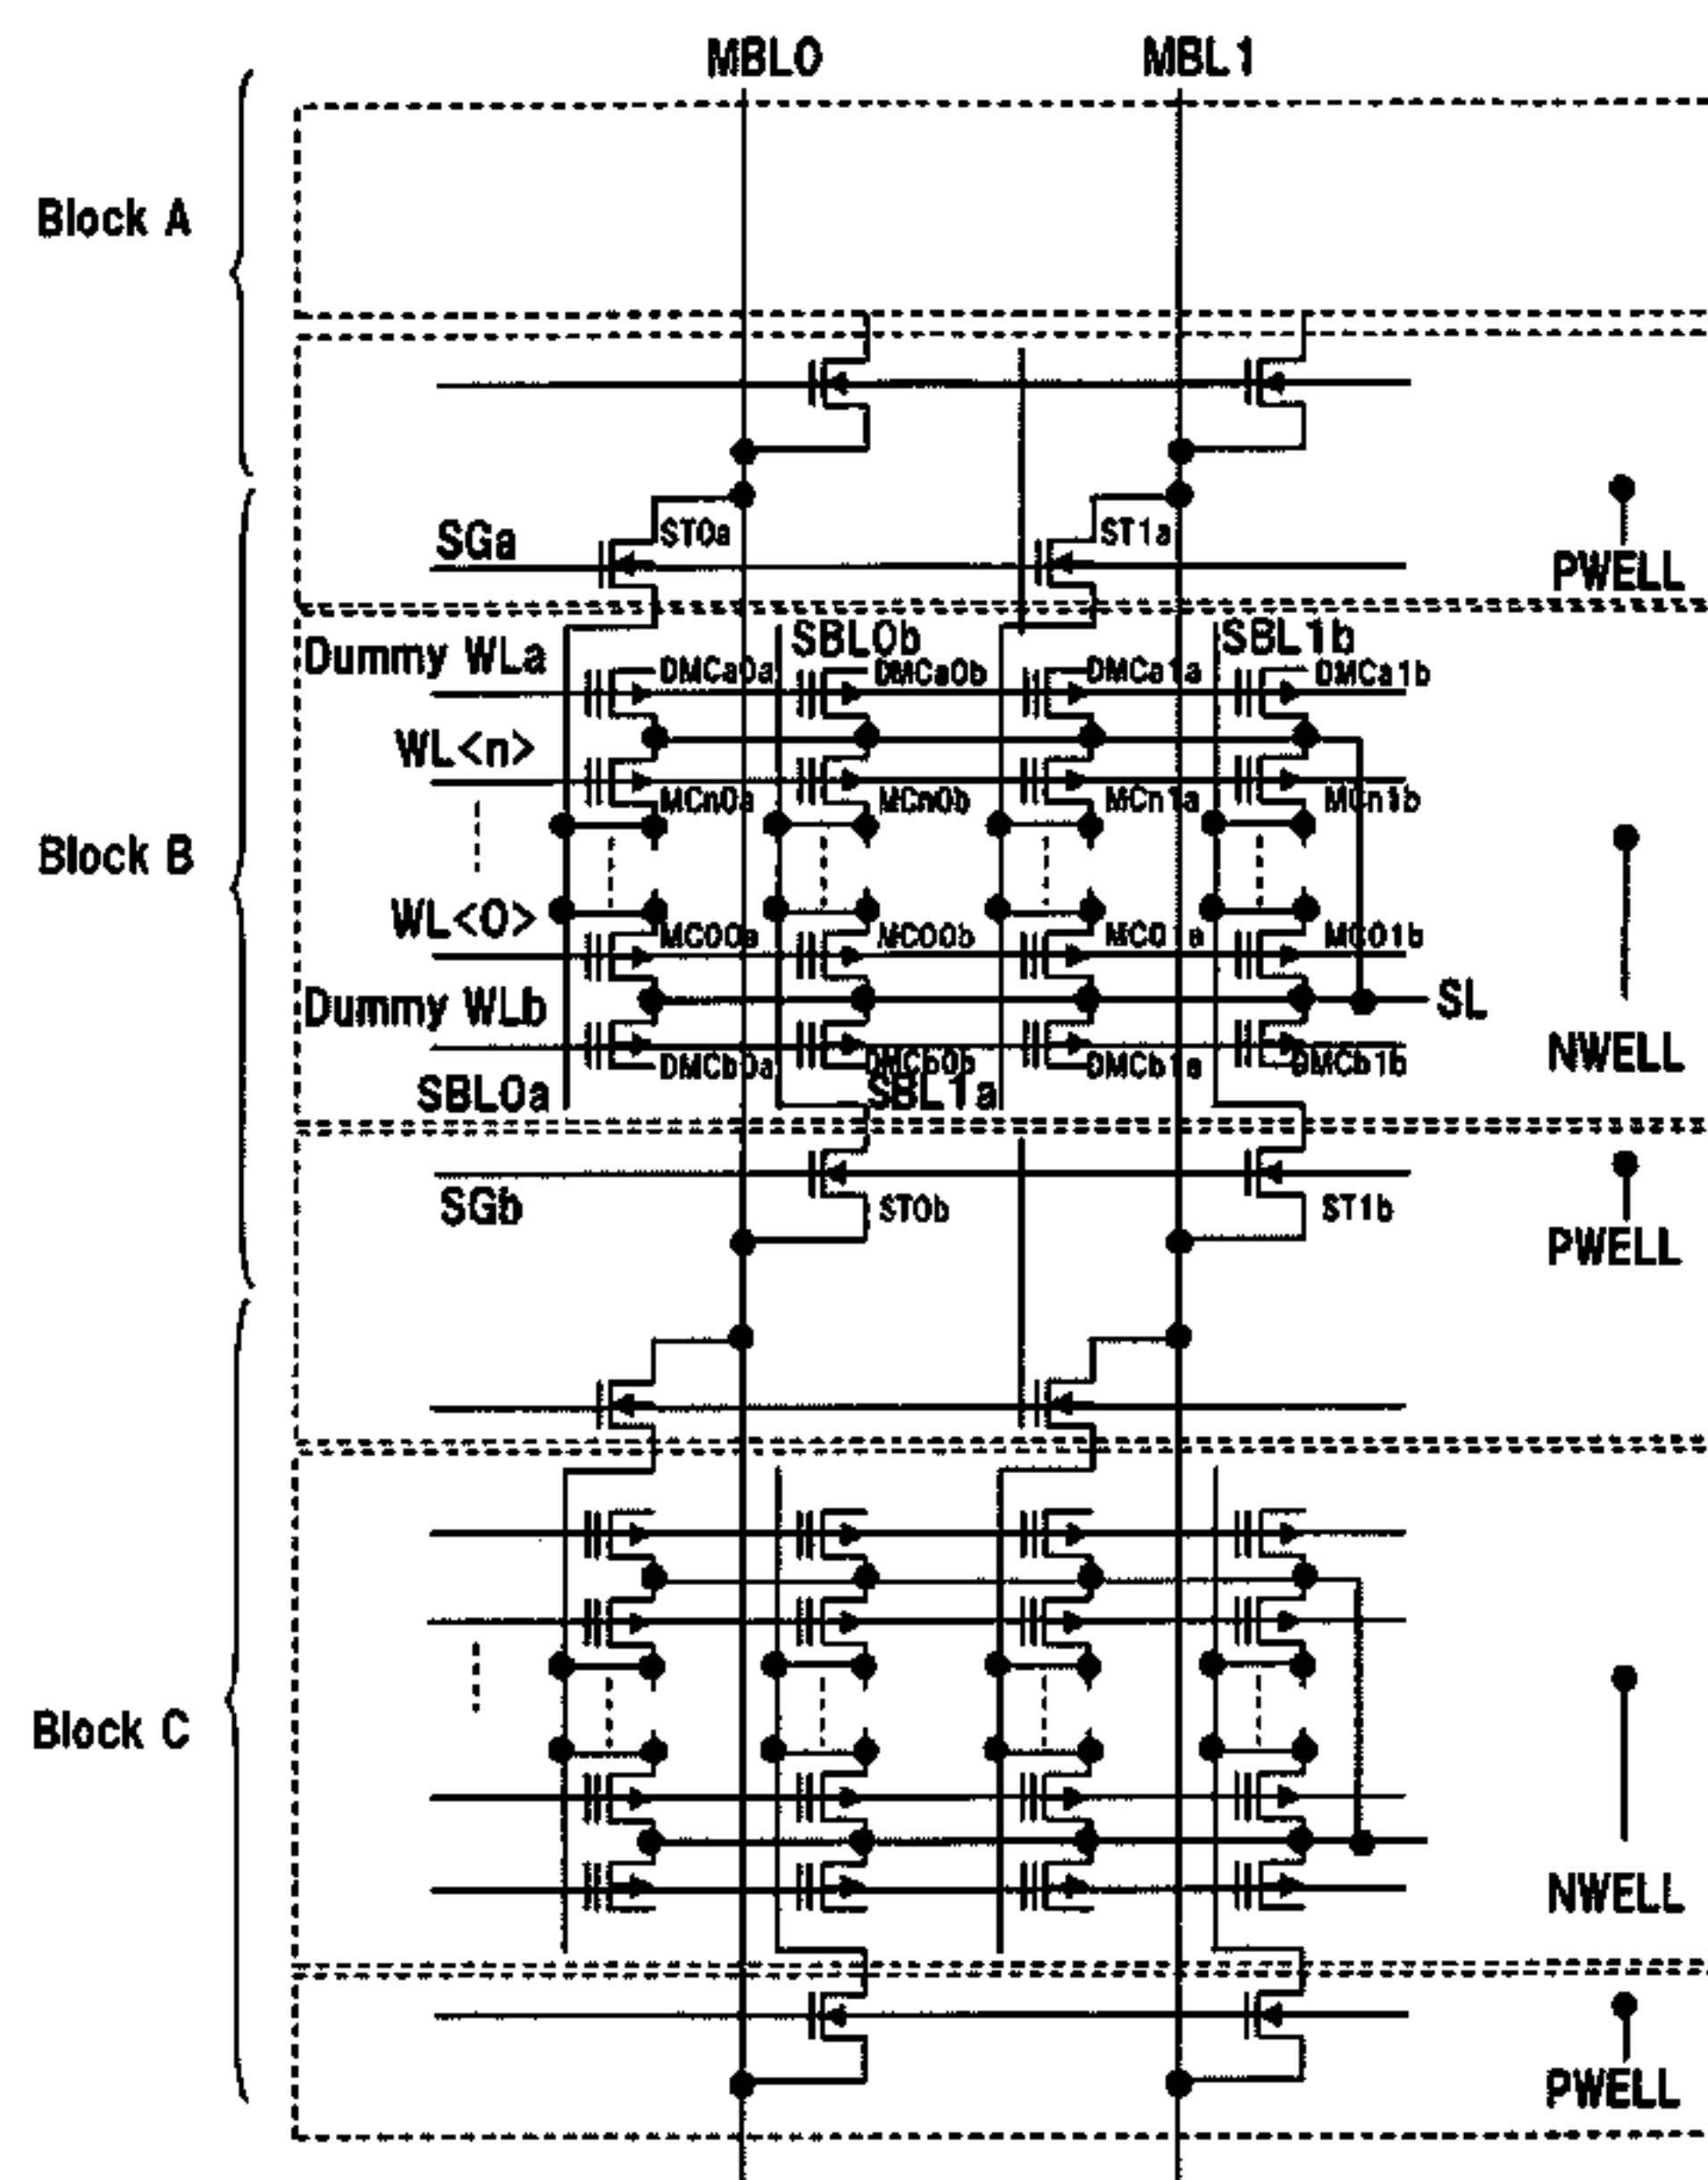 MBL0 MBL1
Block A
SGa ST0a ST1a PWELL
Dummy WLa SBL0b SBL1b
DMCa0a DMCa0b DMCa1a DMCa1b
WL<n>
MCn0a MCn0b MCn1a MCn1b
Block B
WL<0>
MC00a MC00b MC01a MC01b
Dummy WLb SL
NWELL
DMCb0a DMCb0b DMCb1a DMCb1b
SBL0a SBL1a
SGb ST0b ST1b
PWELL
Block C
NWELL
PWELL